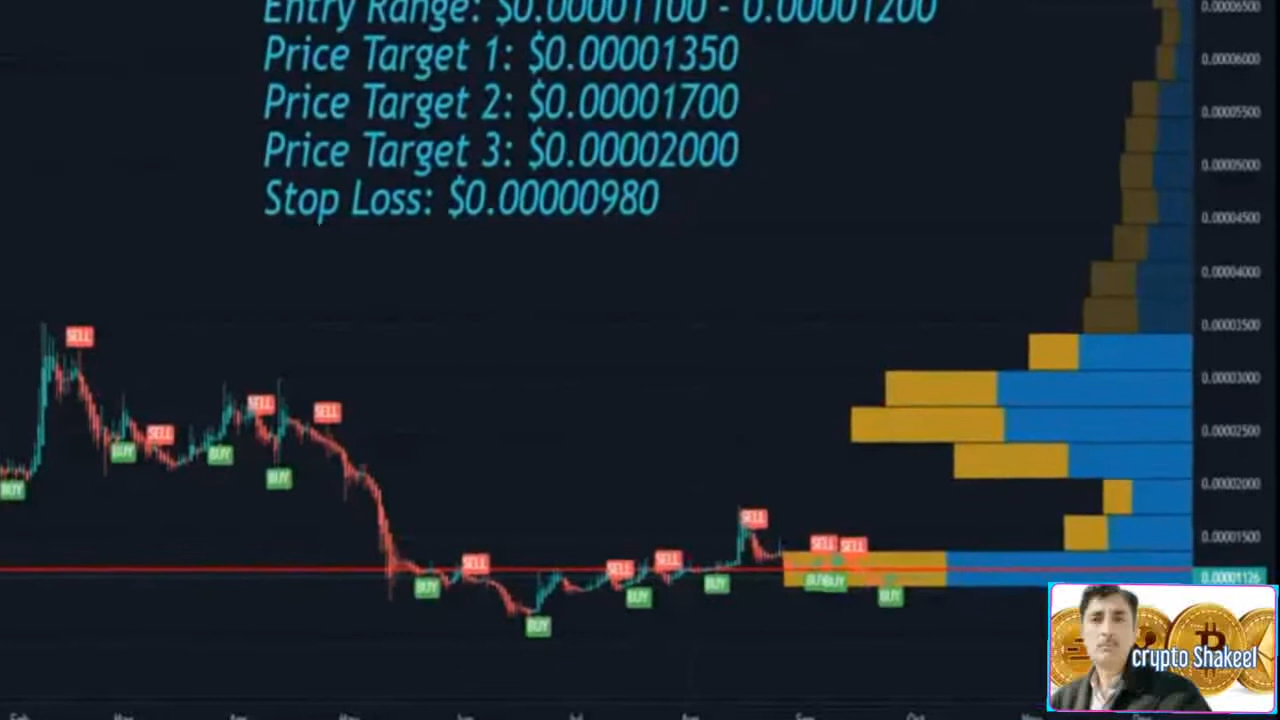 Entry Range: $0.00001100 - 0.00001200
Price Target 1: $0.00001350
Price Target 2: $0.00001700
Price Target 3: $0.00002000
Stop Loss: $0.00000980
0.00006500
0.00006000
0.00005500
0.00005000
0.00004500
0.00004000
0.00003500
0.00003000
0.00002500
0.00002000
0.00001500
0.00001126
SELL
SELL
SELL
SELL
BUY
BUY
BUY
BUY
SELL
SELL
SELL
SELL
SELL
SELL
BUY
BUY
BUY
BUY
BUY
BUY
BUY
crypto Shakeel